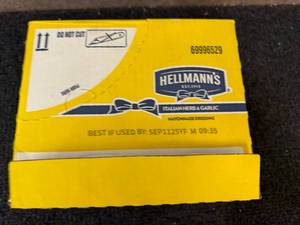 DO NOT CUT
69996529
HELLMANN'S
EST. 1913
ITALIAN HERB & GARLIC
MAYONNAISE DRESSING
BEST IF USED BY: SEP1125YF M 09:35